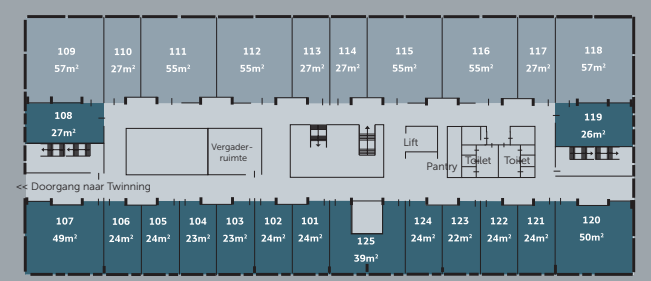 109 110 111 112 113 114 115 116 117 118
57m² 27m² 55m² 55m² 27m² 27m² 55m² 55m² 27m² 57m²
108
27m²
119
26m²
Vergader-
ruimte
Lift
Pantry
Toilet
Toilet
<< Doorgang naar Twinning
107 106 105 104 103 102 101 124 123 122 121 120
49m² 24m² 24m² 23m² 23m² 24m² 24m² 24m² 22m² 24m² 24m² 50m²
125
39m²